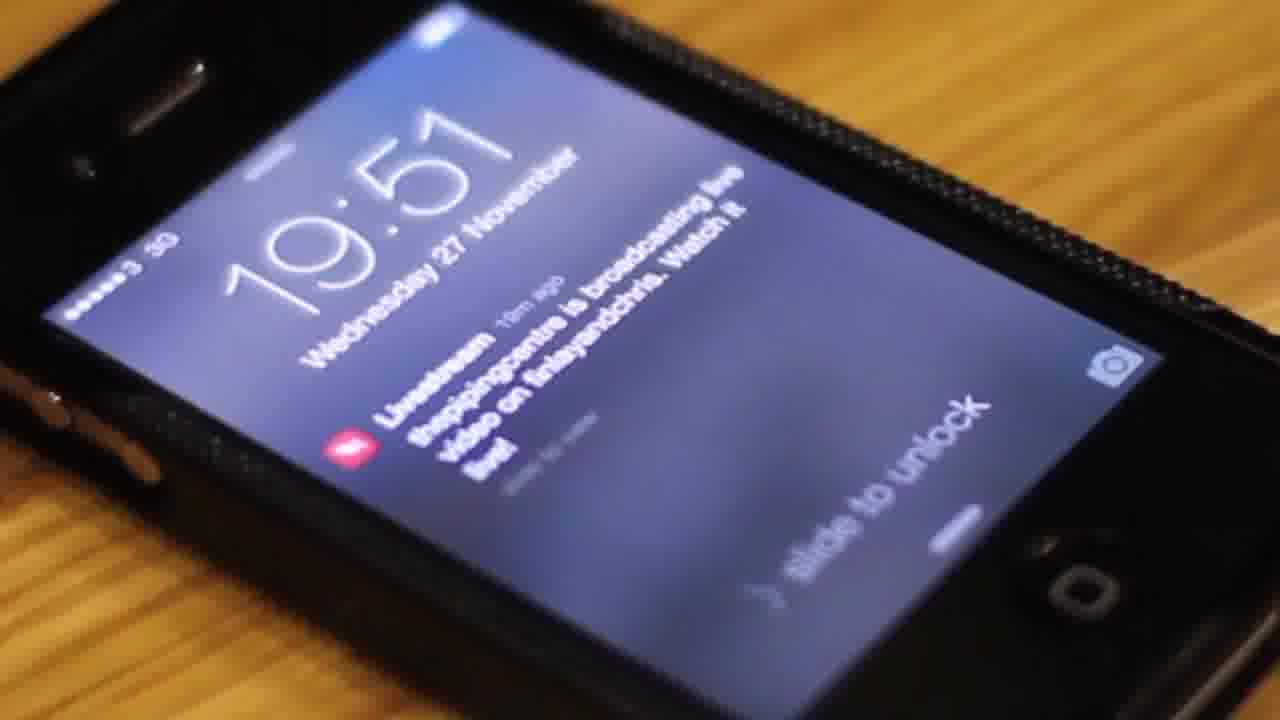 3 3G
19:51
Wednesday 27 November
Livestream 19m ago
thepipingcentre is broadcasting live
video on finlayandchris. Watch it
live!
slide to unlock